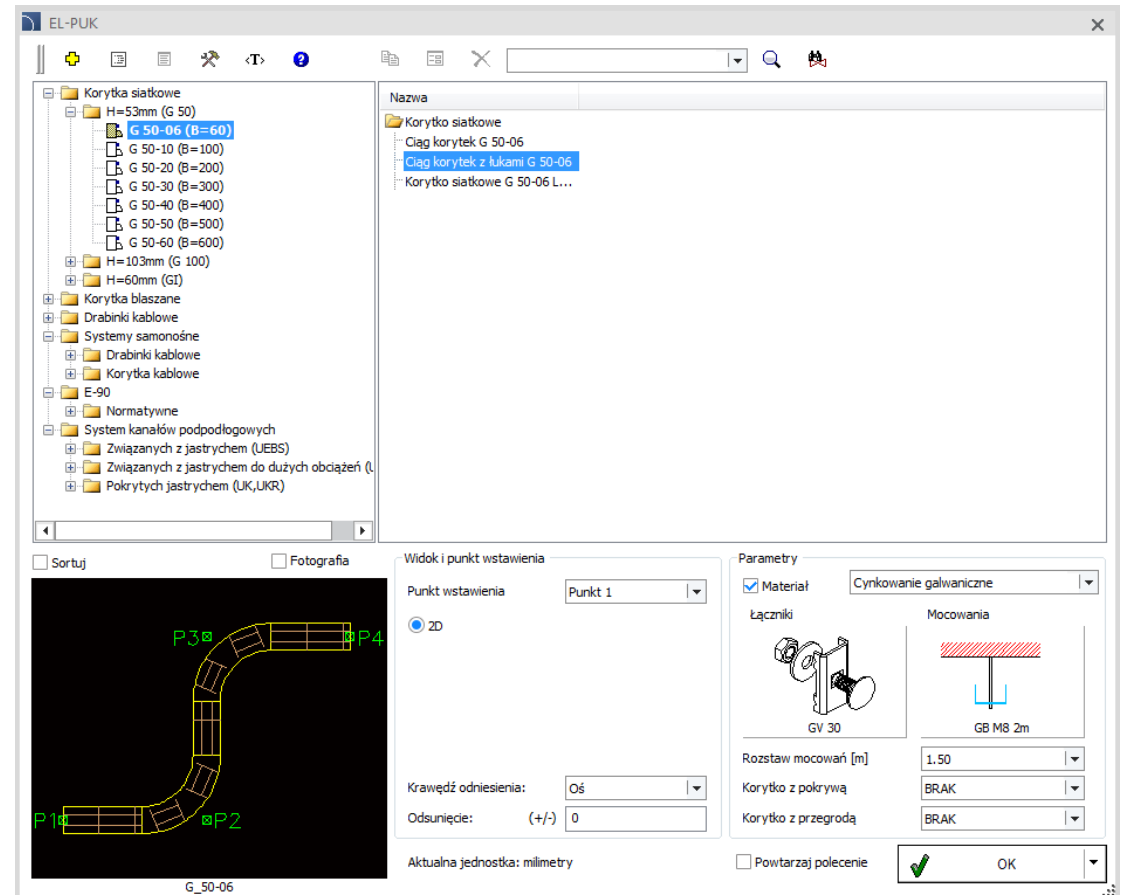 EL-PUK
<T>
Korytka siatkowe
H=53mm (G 50)
G 50-06 (B=60)
G 50-10 (B=100)
G 50-20 (B=200)
G 50-30 (B=300)
G 50-40 (B=400)
G 50-50 (B=500)
G 50-60 (B=600)
H=103mm (G 100)
H=60mm (GI)
Korytka blaszane
Drabinki kablowe
Systemy samonośne
Drabinki kablowe
Korytka kablowe
E-90
Normatywne
System kanałów podpodłogowych
Związanych z jastrychem (UEBS)
Związanych z jastrychem do dużych obciążeń (U
Pokrytych jastrychem (UK,UKR)
Nazwa
Korytko siatkowe
Ciąg korytek G 50-06
Ciąg korytek z łukami G 50-06
Korytko siatkowe G 50-06 L...
Sortuj
Fotografia
P3
P4
P1
P2
G_50-06
Widok i punkt wstawienia
Punkt wstawienia Punkt 1
2D
Krawędź odniesienia: Oś
Odsunięcie: (+/-) 0
Aktualna jednostka: milimetry
Parametry
Materiał Cynkowanie galwaniczne
Łączniki Mocowania
GV 30 GB M8 2m
Rozstaw mocowań [m] 1.50
Korytko z pokrywą BRAK
Korytko z przegrodą BRAK
Powtarzaj polecenie OK